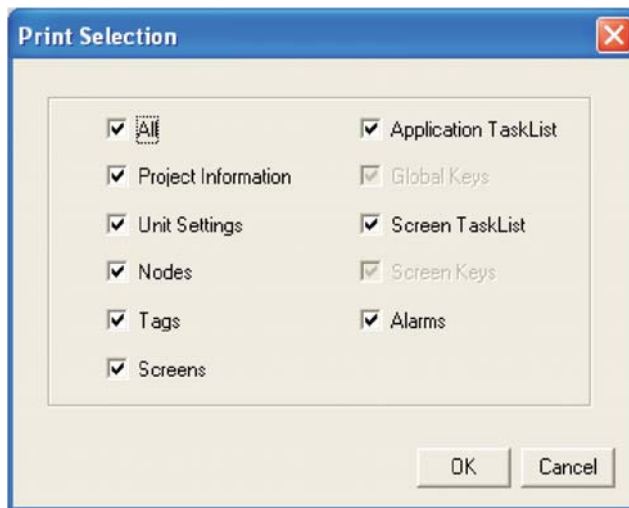 Print Selection
All
Project Information
Unit Settings
Nodes
Tags
Screens
Application TaskList
Global Keys
Screen TaskList
Screen Keys
Alarms
OK
Cancel